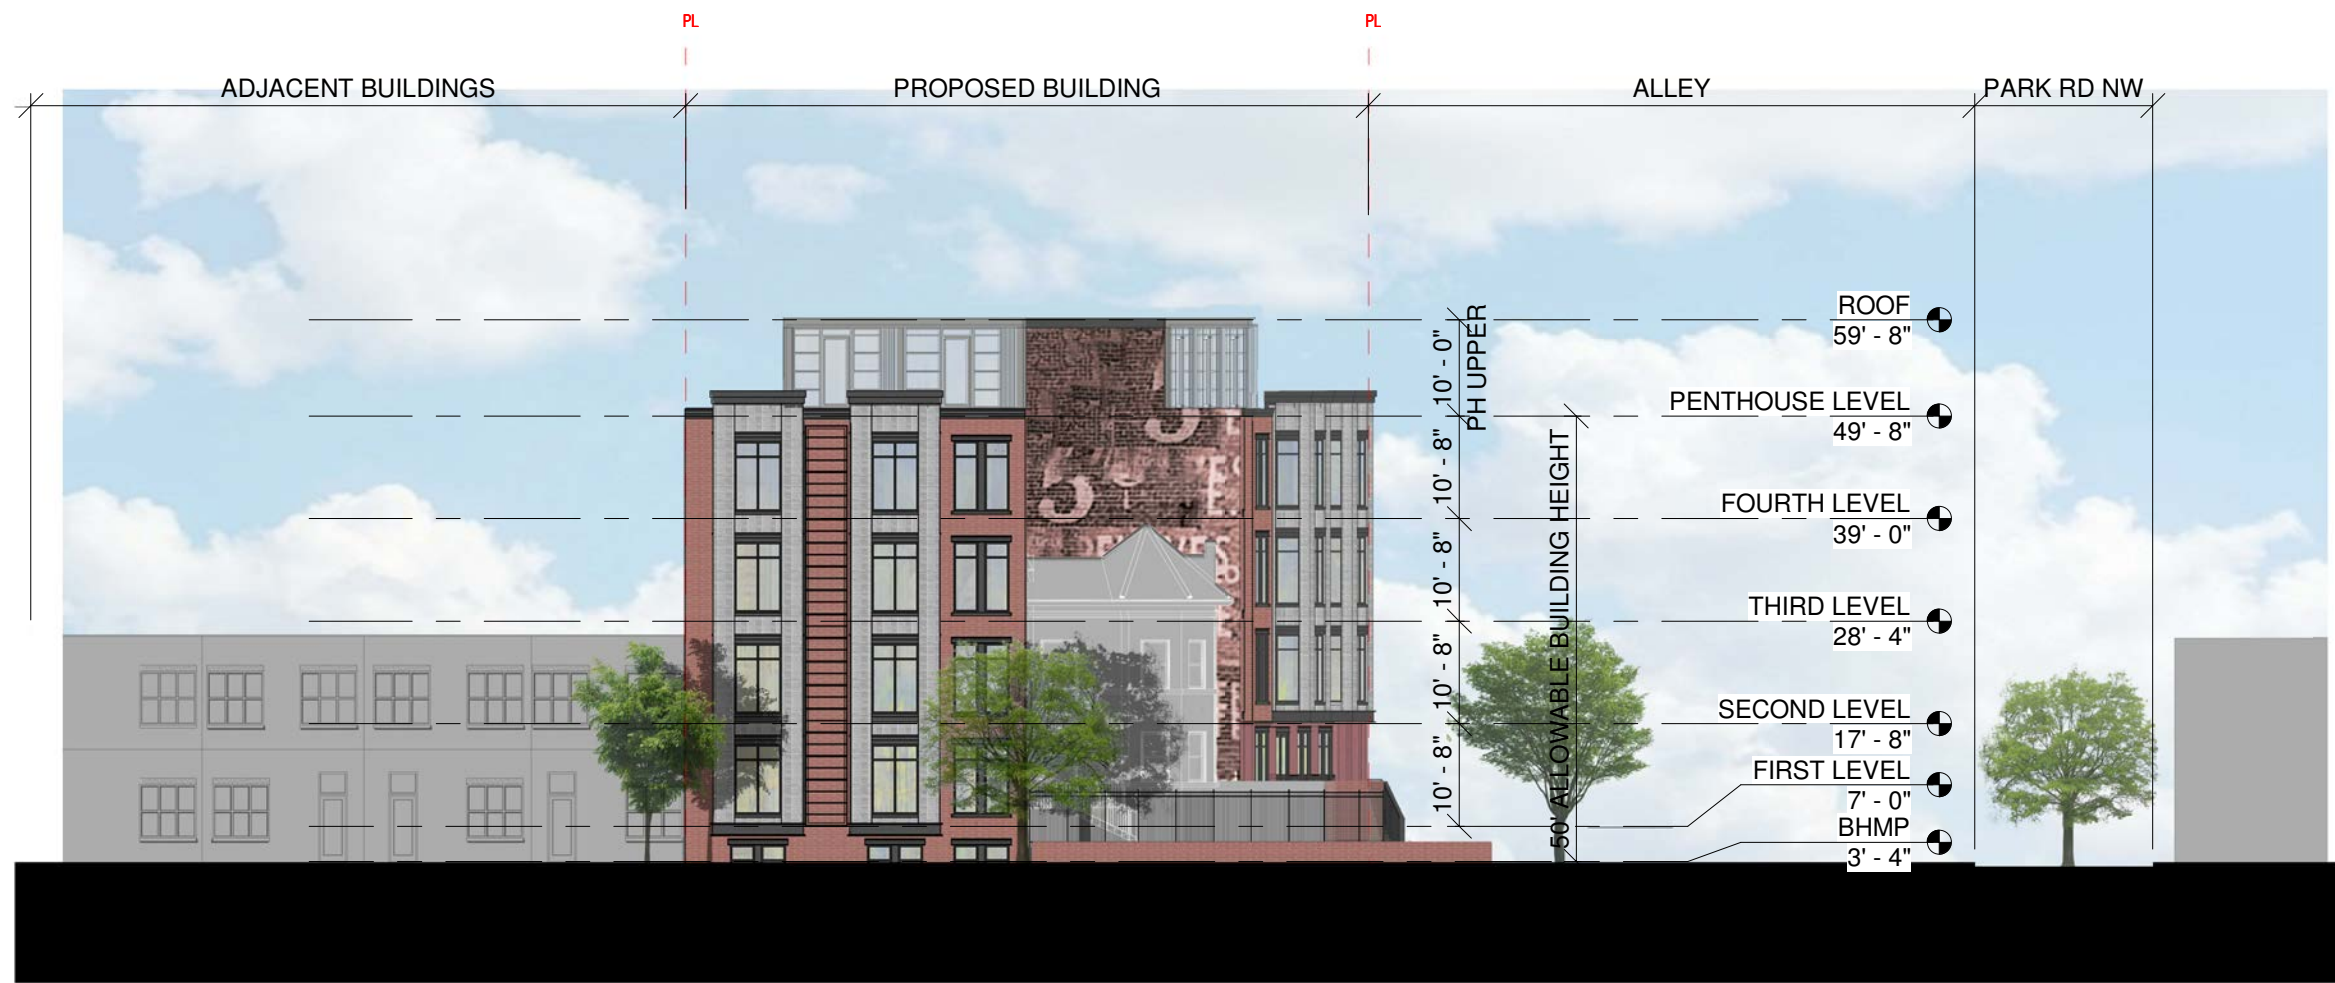 PL
PL
ADJACENT BUILDINGS
PROPOSED BUILDING
ALLEY
PARK RD NW
ROOF
59' - 8"
10' - 0"
PH UPPER
PENTHOUSE LEVEL
49' - 8"
10' - 8"
50' ALLOWABLE BUILDING HEIGHT
FOURTH LEVEL
39' - 0"
10' - 8"
THIRD LEVEL
28' - 4"
10' - 8"
SECOND LEVEL
17' - 8"
10' - 8"
FIRST LEVEL
7' - 0"
BHMP
3' - 4"
5
5